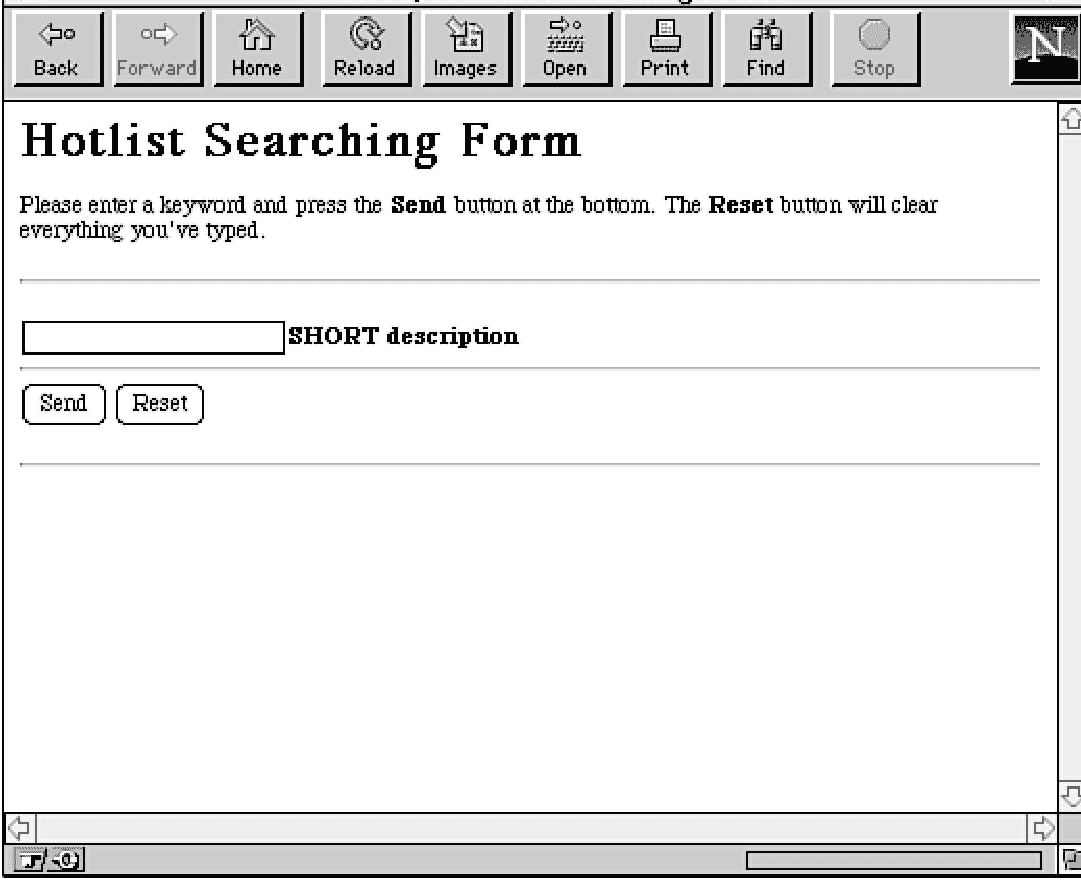 Back Forward Home Reload Images Open Print Find Stop N
Hotlist Searching Form
Please enter a keyword and press the Send button at the bottom. The Reset button will clear
everything you've typed.
SHORT description
Send Reset